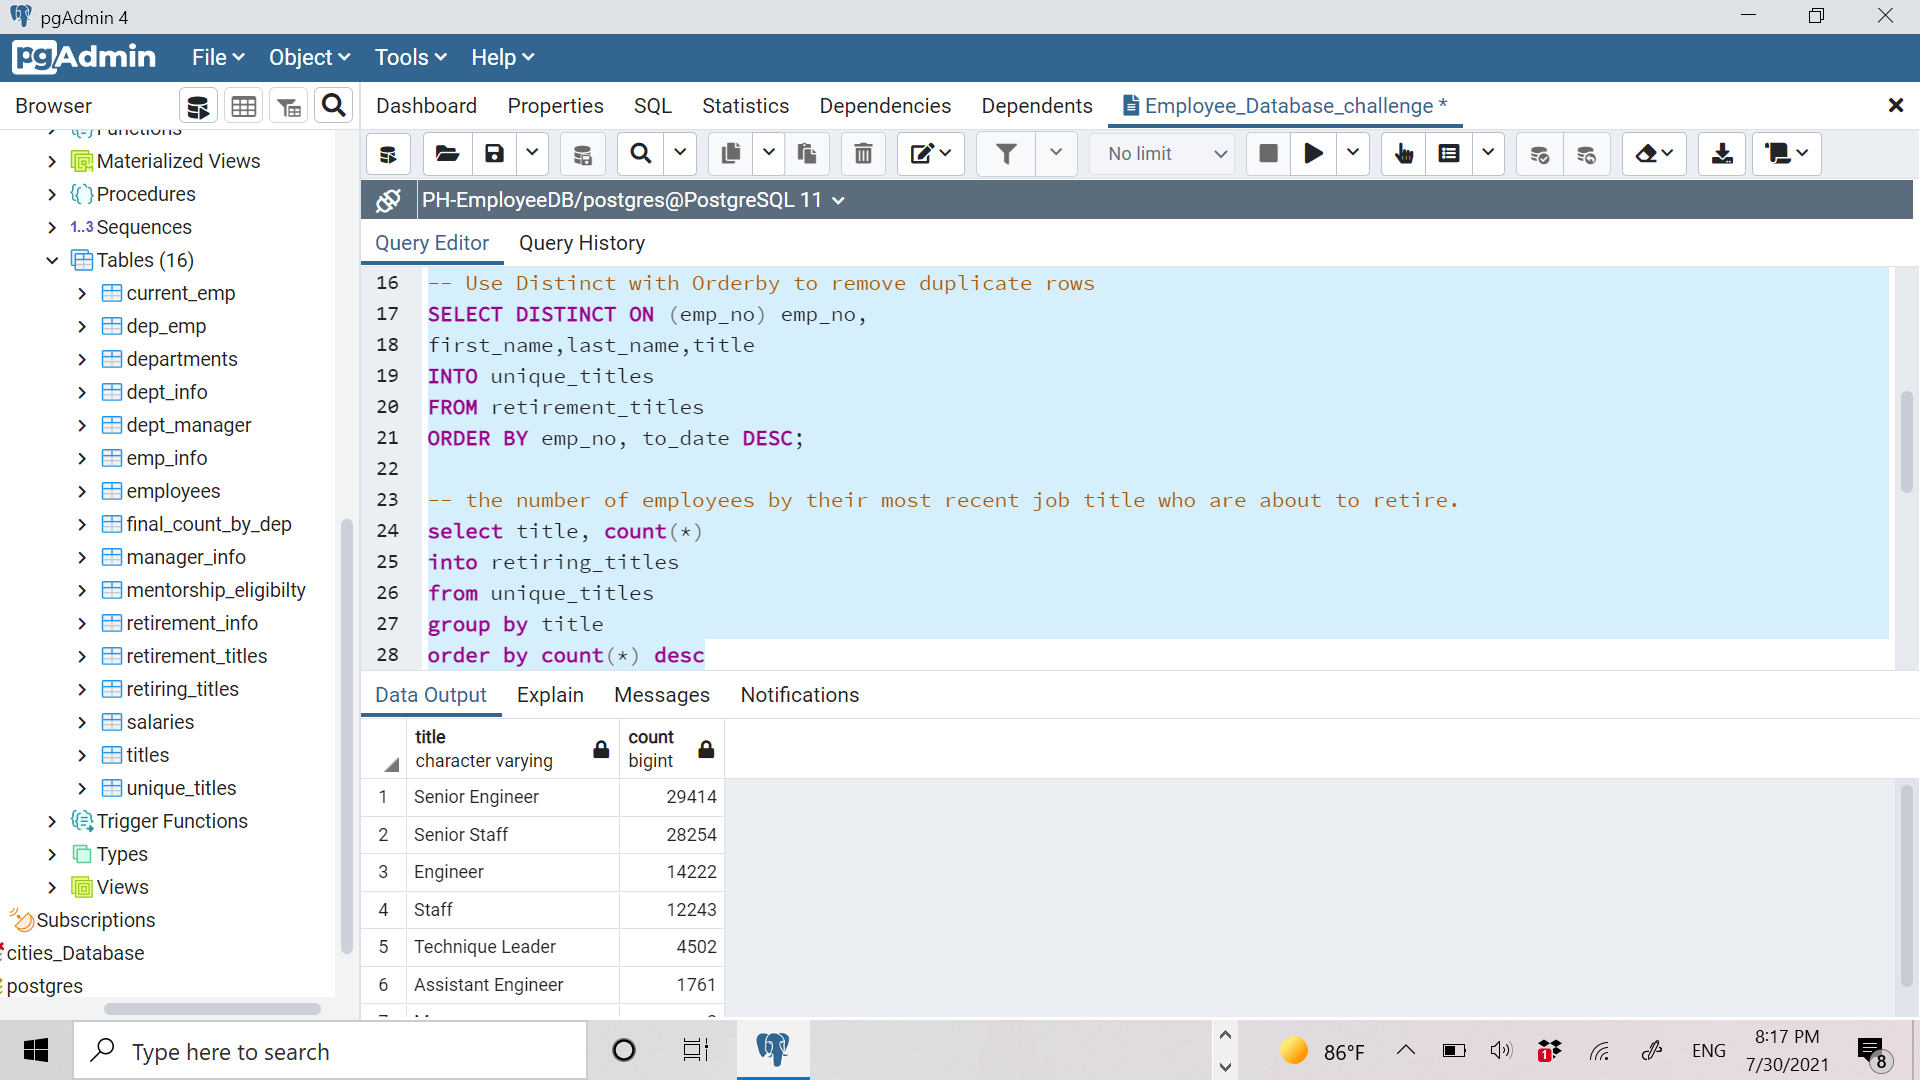 pgAdmin 4
pgAdmin File Object Tools Help
Browser
Dashboard Properties SQL Statistics Dependencies Dependents Employee_Database_challenge *
No limit
PH-EmployeeDB/postgres@PostgreSQL 11
Query Editor Query History
Functions
Materialized Views
Procedures
1..3 Sequences
Tables (16)
current_emp
dep_emp
departments
dept_info
dept_manager
emp_info
employees
final_count_by_dep
manager_info
mentorship_eligibilty
retirement_info
retirement_titles
retiring_titles
salaries
titles
unique_titles
Trigger Functions
Types
Views
Subscriptions
cities_Database
postgres
16 -- Use Distinct with Orderby to remove duplicate rows
17 SELECT DISTINCT ON (emp_no) emp_no,
18 first_name,last_name,title
19 INTO unique_titles
20 FROM retirement_titles
21 ORDER BY emp_no, to_date DESC;
22
23 -- the number of employees by their most recent job title who are about to retire.
24 select title, count(*)
25 into retiring_titles
26 from unique_titles
27 group by title
28 order by count(*) desc
Data Output Explain Messages Notifications
title count
character varying bigint
1 Senior Engineer 29414
2 Senior Staff 28254
3 Engineer 14222
4 Staff 12243
5 Technique Leader 4502
6 Assistant Engineer 1761
Type here to search
86°F
1
ENG
8:17 PM
7/30/2021
8